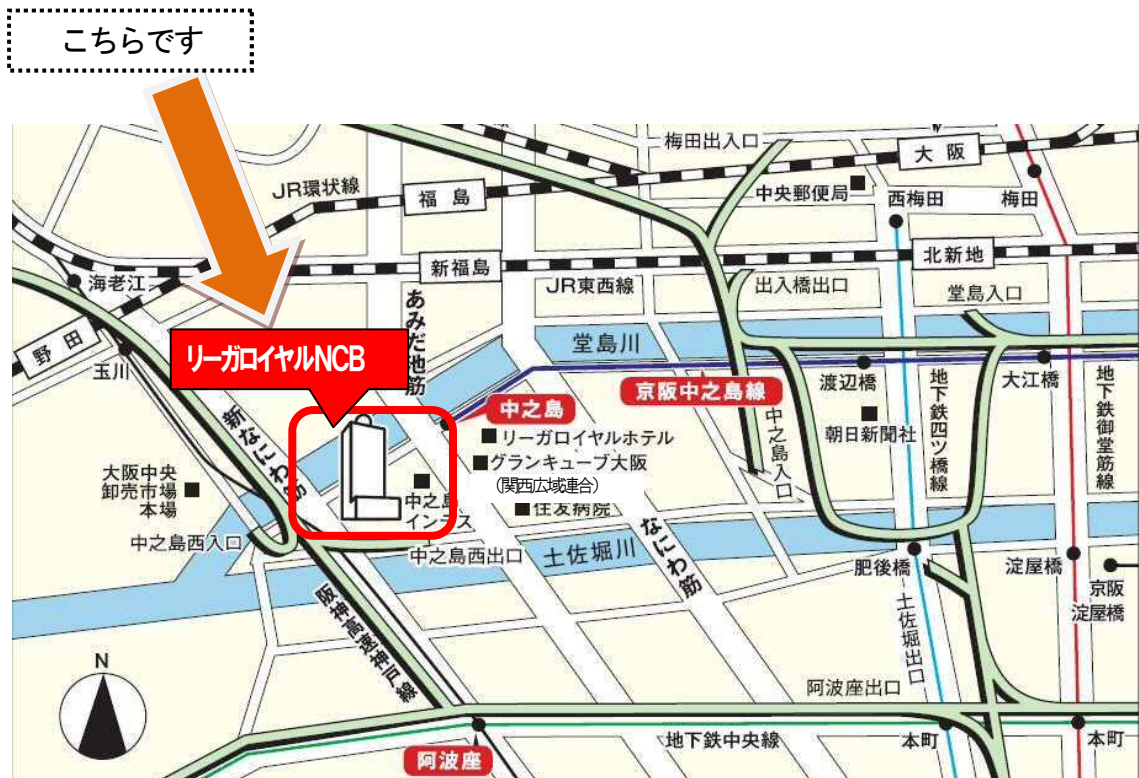 こちらです
梅田出入口
大阪
JR環状線
福島
中央郵便局
西梅田
梅田
海老江
新福島
北新地
JR東西線
出入橋出口
堂島入口
あみだ池筋
野田
玉川
リーガロイヤルNCB
堂島川
京阪中之島線
渡辺橋
大江橋
地下鉄四ツ橋線
地下鉄御堂筋線
中之島
リーガロイヤルホテル
朝日新聞社
中之島入口
新なにわ筋
グランキューブ大阪
(関西広域連合)
大阪中央
卸売市場
本場
中之島
インテス
住友病院
中之島西入口
中之島西出口
土佐堀川
なにわ筋
肥後橋
淀屋橋
京阪
淀屋橋
阪神高速神戸線
土佐堀出口
N
阿波座出口
阿波座
地下鉄中央線
本町
本町